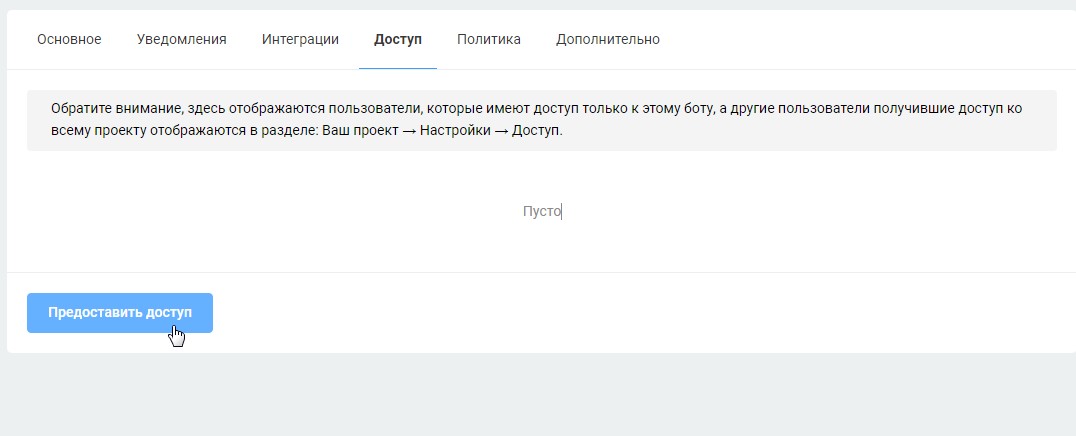 Основное Уведомления Интеграции Доступ Политика Дополнительно
Обратите внимание, здесь отображаются пользователи, которые имеют доступ только к этому боту, а другие пользователи получившие доступ ко
всему проекту отображаются в разделе: Ваш проект → Настройки → Доступ.
Пусто
Предоставить доступ